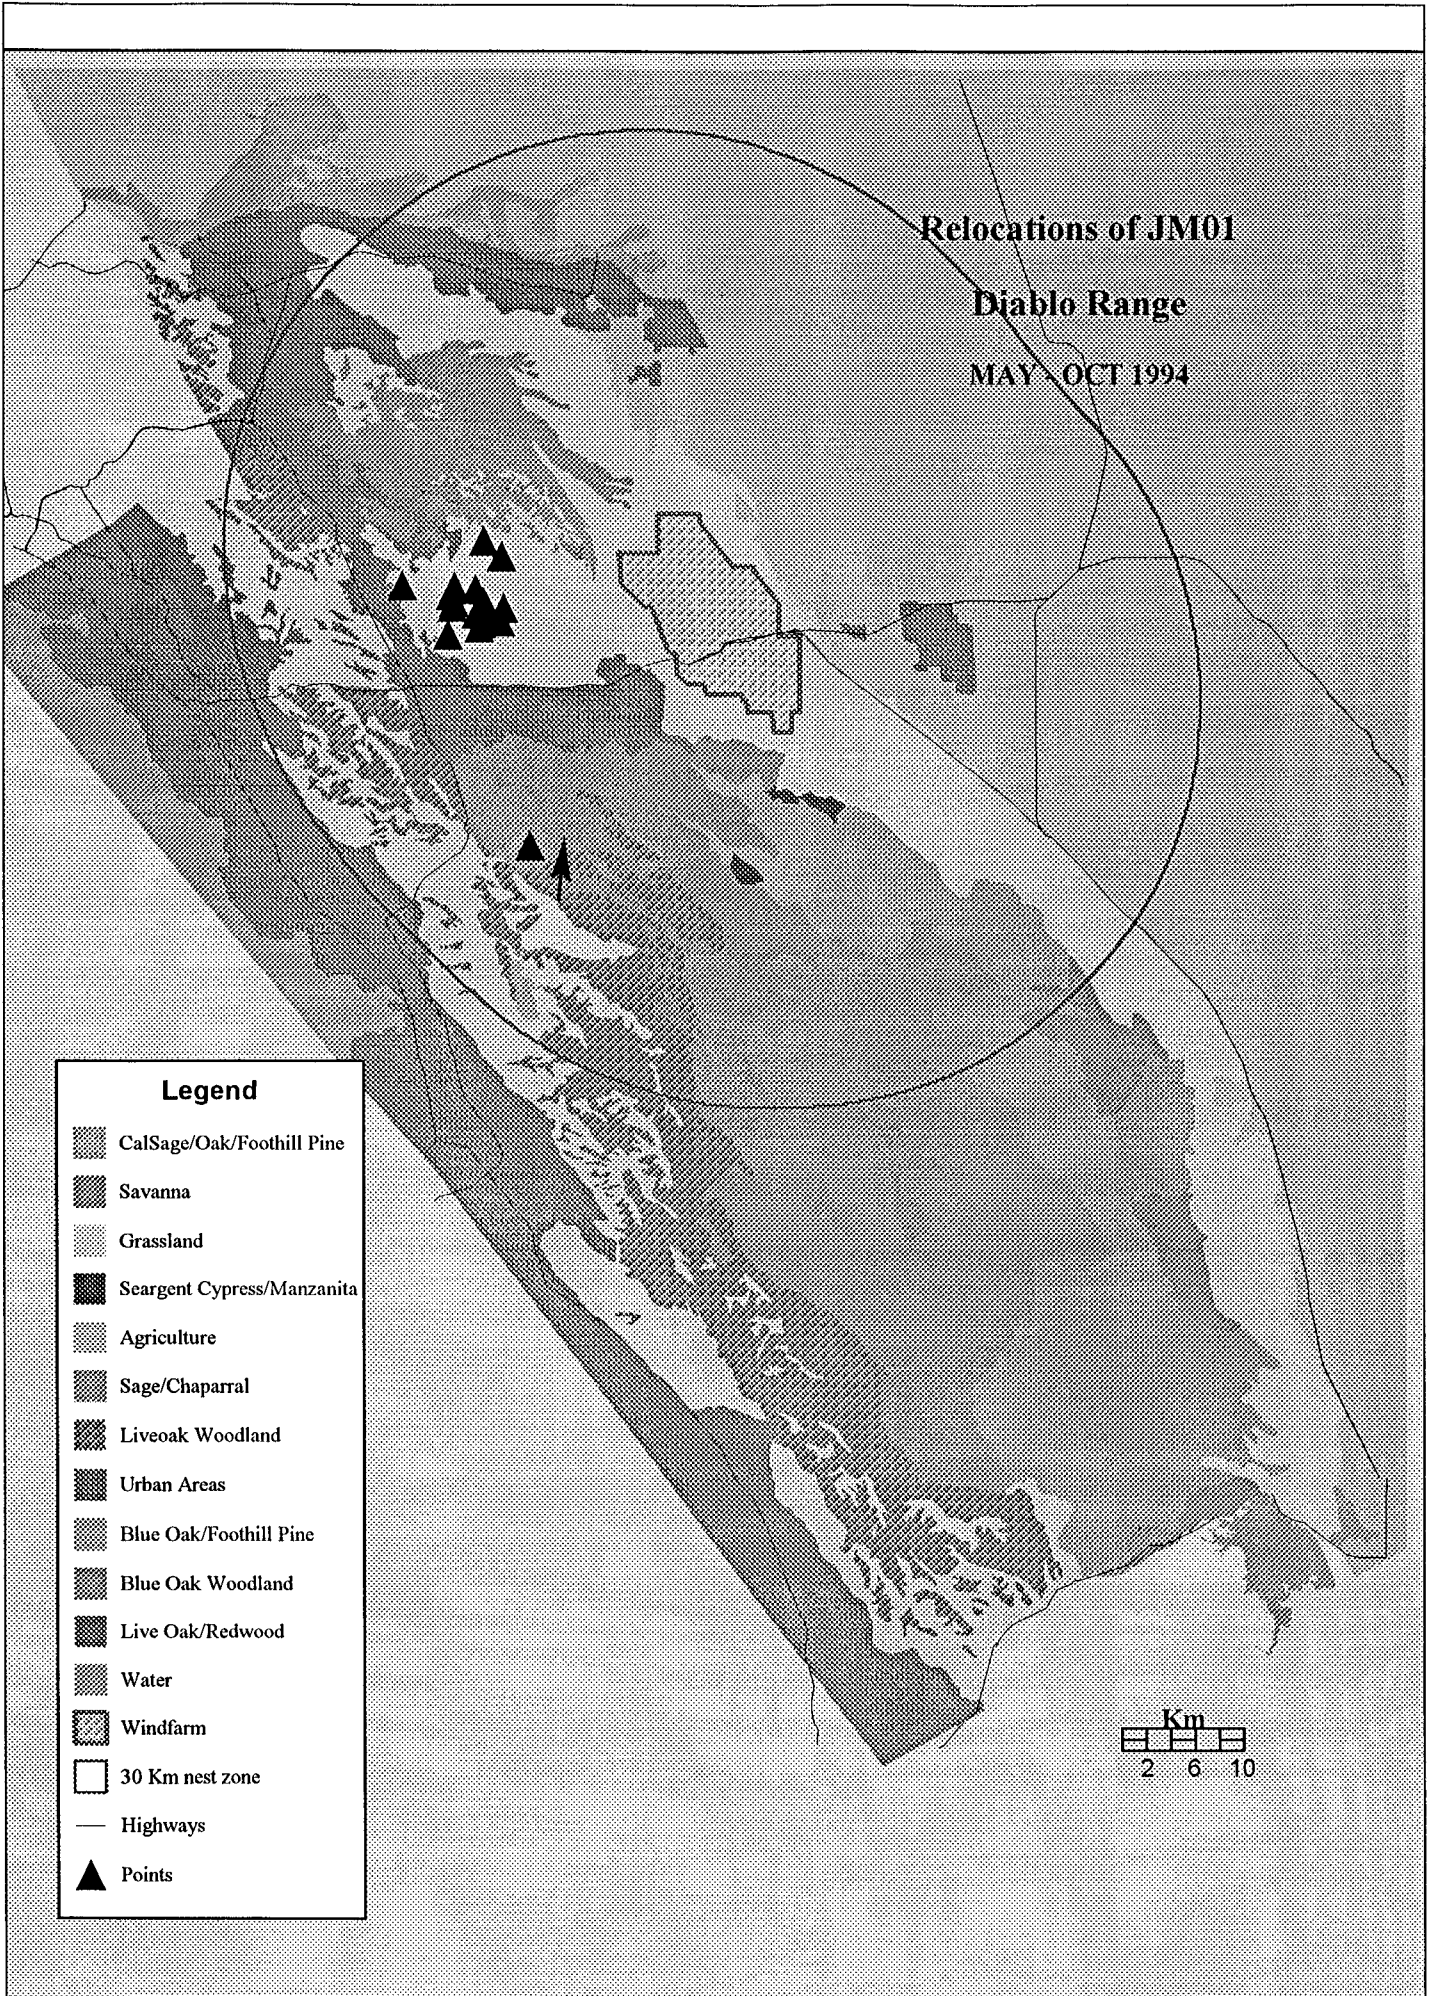 Relocations of JM01
Diablo Range
MAY - OCT 1994
Legend
CalSage/Oak/Foothill Pine
Savanna
Grassland
Seargent Cypress/Manzanita
Agriculture
Sage/Chaparral
Liveoak Woodland
Urban Areas
Blue Oak/Foothill Pine
Blue Oak Woodland
Live Oak/Redwood
Water
Windfarm
30 Km nest zone
Highways
Points
Km
2 6 10